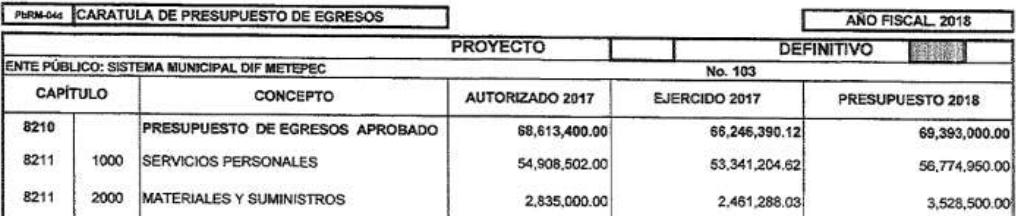 PbRM-04d CARATULA DE PRESUPUESTO DE EGRESOS AÑO FISCAL. 2018
PROYECTO DEFINITIVO
ENTE PÚBLICO: SISTEMA MUNICIPAL DIF METEPEC No. 103
CAPÍTULO CONCEPTO AUTORIZADO 2017 EJERCIDO 2017 PRESUPUESTO 2018
8210 PRESUPUESTO DE EGRESOS APROBADO 68,613,400.00 66,246,390.12 69,393,000.00
8211 1000 SERVICIOS PERSONALES 54,908,502.00 53,341,204.62 56,774,950.00
8211 2000 MATERIALES Y SUMINISTROS 2,835,000.00 2,461,288.03 3,528,500.00